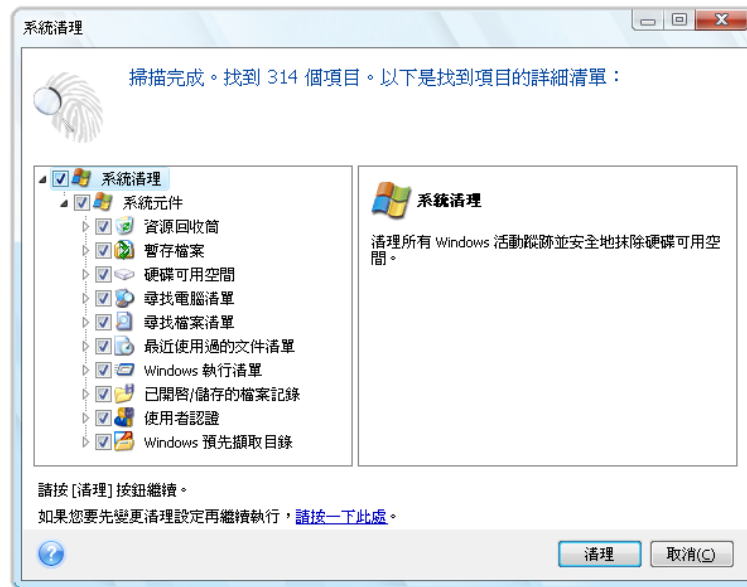 系統清理
掃描完成。找到 314 個項目。以下是找到項目的詳細清單：
系統清理
系統元件
資源回收筒
暫存檔案
硬碟可用空間
尋找電腦清單
尋找檔案清單
最近使用過的文件清單
Windows 執行清單
已開啓/儲存的檔案記錄
使用者認證
Windows 預先擷取目錄
系統清理
清理所有 Windows 活動蹤跡並安全地抹除硬碟可用空
間。
請按 [清理] 按鈕繼續。
如果您要先變更清理設定再繼續執行，請按一下此處。
清理
取消(C)